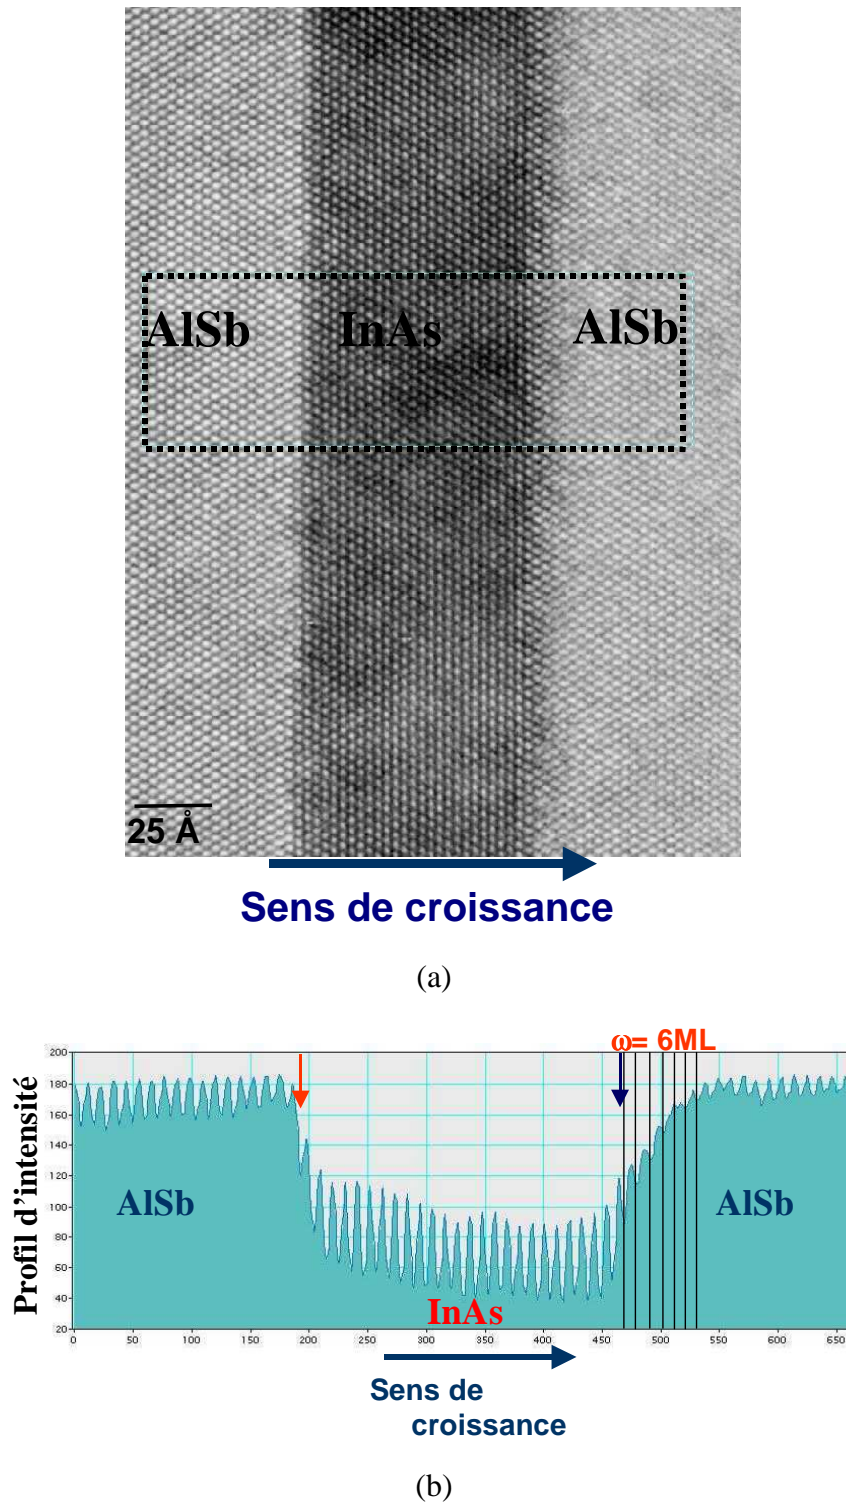 AlSb InAs AlSb
25 Å
Sens de croissance
(a)
ω= 6ML
Profil d'intensité
200
180
160
140
120
100
80
60
40
20
AlSb
AlSb
InAs
0 50 100 150 200 250 300 350 400 450 500 550 600 650
Sens de
croissance
(b)